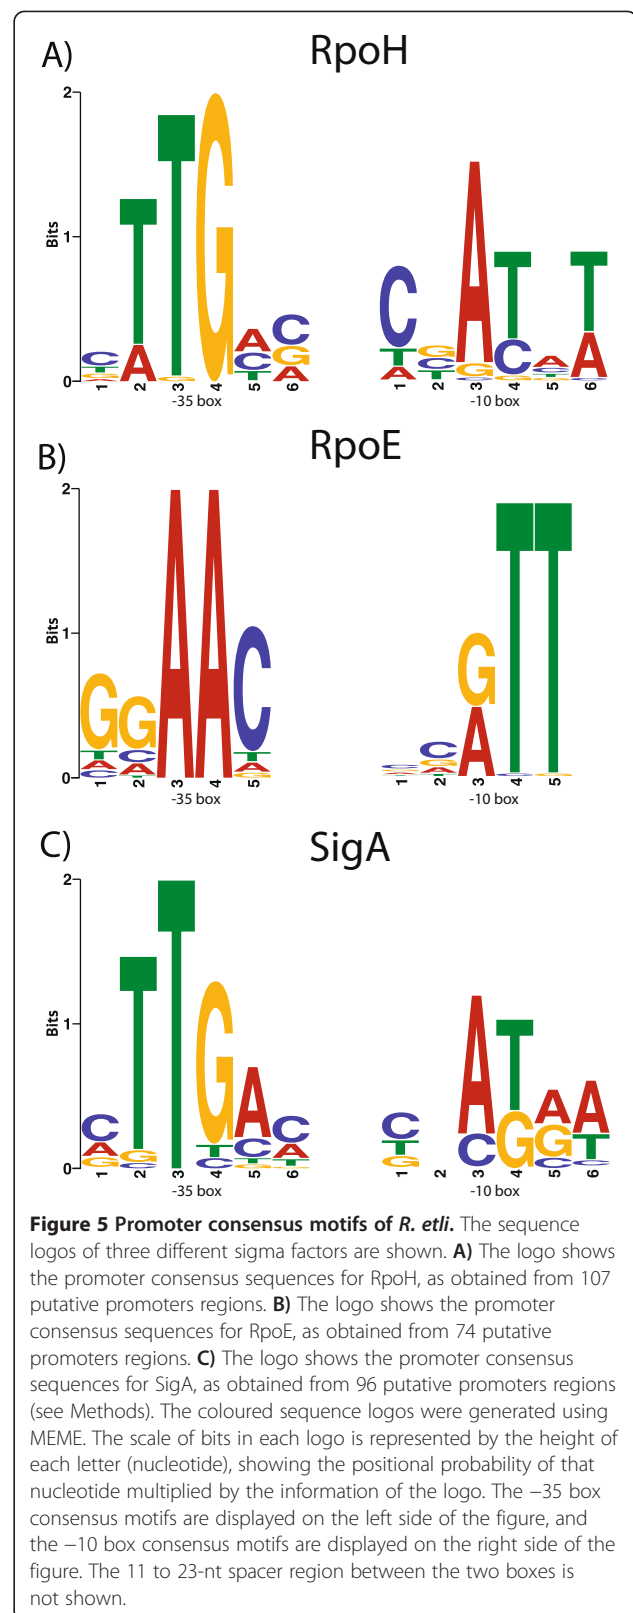 A)
RpoH
2
Bits
1
0
C T G A
T A
T G
G
A C T
C G A
C T A
G C T
A G C
T C G
A C T G
T A C
1 2 3 4 5 6
1 2 3 4 5 6
-35 box
-10 box
B)
RpoE
2
Bits
1
0
G T A C
G C A T
A
A
C T A G
C G A
G A
T C
T G
1 2 3 4 5
1 2 3 4 5
-35 box
-10 box
C)
SigA
2
Bits
1
0
C A G
T G C
T
G T C
A C T G
C A T G
C T G
A C
T G
A G C
A T C
1 2 3 4 5 6
1 2 3 4 5 6
-35 box
-10 box
Figure 5 Promoter consensus motifs of R. etli. The sequence
logos of three different sigma factors are shown. A) The logo shows
the promoter consensus sequences for RpoH, as obtained from 107
putative promoters regions. B) The logo shows the promoter
consensus sequences for RpoE, as obtained from 74 putative
promoters regions. C) The logo shows the promoter consensus
sequences for SigA, as obtained from 96 putative promoters regions
(see Methods). The coloured sequence logos were generated using
MEME. The scale of bits in each logo is represented by the height of
each letter (nucleotide), showing the positional probability of that
nucleotide multiplied by the information of the logo. The −35 box
consensus motifs are displayed on the left side of the figure, and
the −10 box consensus motifs are displayed on the right side of the
figure. The 11 to 23-nt spacer region between the two boxes is
not shown.